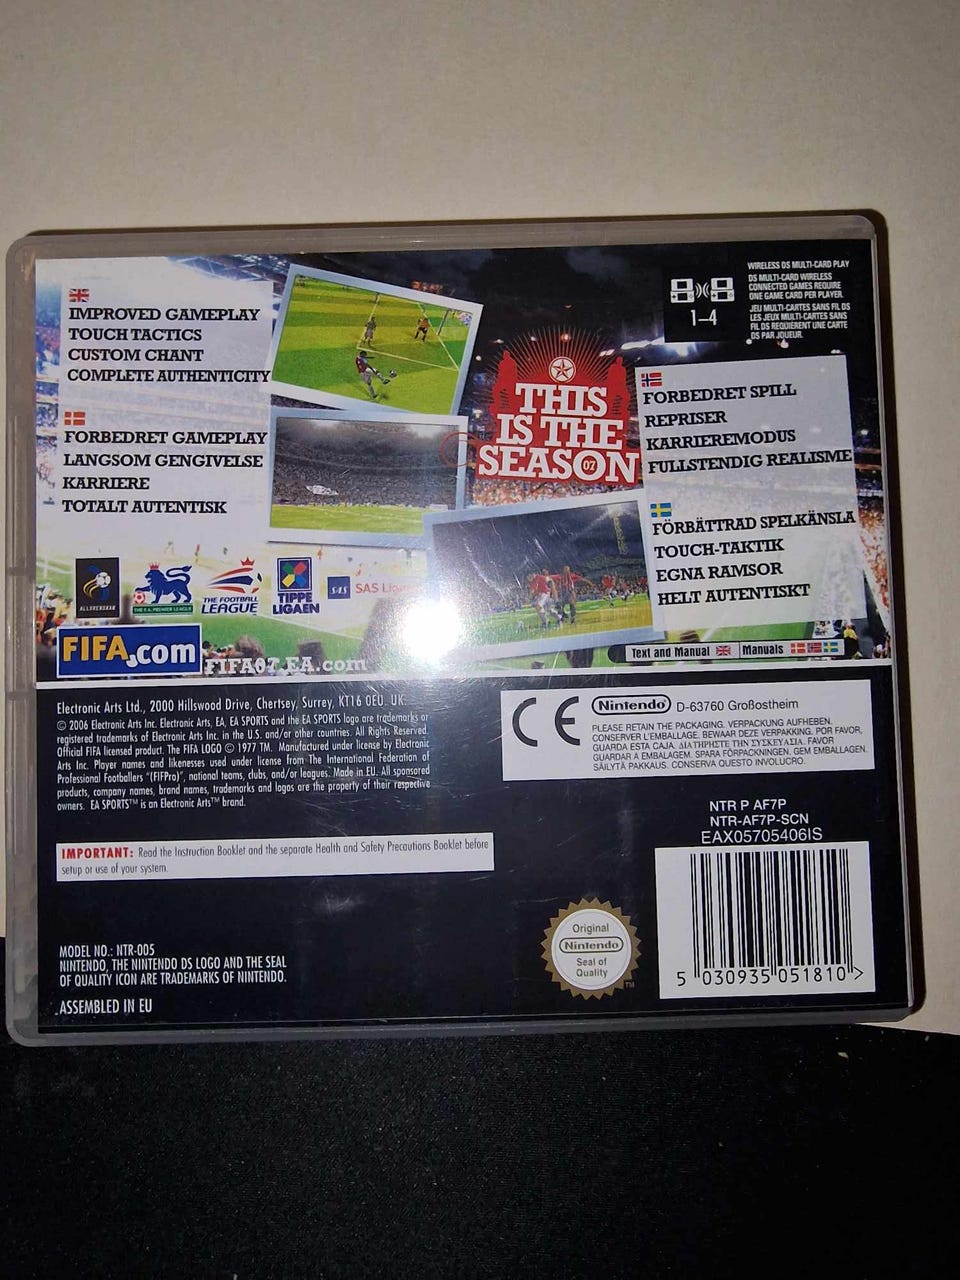 IMPROVED GAMEPLAY
TOUCH TACTICS
CUSTOM CHANT
COMPLETE AUTHENTICITY
FORBEDRET GAMEPLAY
LANGSOM GENGIVELSE
KARRIERE
TOTALT AUTENTISK
THIS
IS THE
SEASON
07
1-4
WIRELESS DS MULTI-CARD PLAY
DS MULTI-CARD WIRELESS
CONNECTED GAMES REQUIRE
ONE GAME CARD PER PLAYER.
JEU MULTI-CARTES SANS FIL DS
LES JEUX MULTI-CARTES SANS
FIL DS REQUIÈRENT UNE CARTE
DS PAR JOUEUR.
FORBEDRET SPILL
REPRISER
KARRIEREMODUS
FULLSTENDIG REALISME
FÖRBÄTTRAD SPELKÄNSLA
TOUCH-TAKTIK
EGNA RAMSOR
HELT AUTENTISKT
ALLSVENSKAN
THE F.A. PREMIER LEAGUE
THE FOOTBALL
LEAGUE
TIPPE
LIGAEN
SAS SAS
FIFA.com
FIFA07.EA.com
Text and Manual
Manuals
Electronic Arts Ltd., 2000 Hillswood Drive, Chertsey, Surrey, KT16 0EU. UK.
© 2006 Electronic Arts Inc. Electronic Arts, EA, EA SPORTS and the EA SPORTS logo are trademarks or
registered trademarks of Electronic Arts Inc. in the U.S. and/or other countries. All Rights Reserved.
Official FIFA licensed product. The FIFA LOGO © 1977 TM. Manufactured under license by Electronic
Arts Inc. Player names and likenesses used under license from The International Federation of
Professional Footballers "(FIFPro)", national teams, clubs, and/or leagues. Made in EU. All sponsored
products, company names, brand names, trademarks and logos are the property of their respective
owners. EA SPORTS™ is an Electronic Arts™ brand.
CE
Nintendo D-63760 Großostheim
PLEASE RETAIN THE PACKAGING. VERPACKUNG AUFHEBEN.
CONSERVER L'EMBALLAGE. BEWAAR DEZE VERPAKKING. POR FAVOR,
GUARDA ESTA CAJA. ΔΙΑΤΗΡΗΣΤΕ ΤΗΝ ΣΥΣΚΕΥΑΣΙΑ. FAVOR
GUARDAR A EMBALAGEM. SPARA FÖRPACKNINGEN. GEM EMBALLAGEN.
SÄILYTÄ PAKKAUS. CONSERVA QUESTO INVOLUCRO.
NTR P AF7P
NTR-AF7P-SCN
EAX05705406IS
IMPORTANT: Read the Instruction Booklet and the separate Health and Safety Precautions Booklet before
setup or use of your system.
MODEL NO.: NTR-005
NINTENDO, THE NINTENDO DS LOGO AND THE SEAL
OF QUALITY ICON ARE TRADEMARKS OF NINTENDO.
ASSEMBLED IN EU
Original
Nintendo
Seal of
Quality
TM
5 030935 051810 >